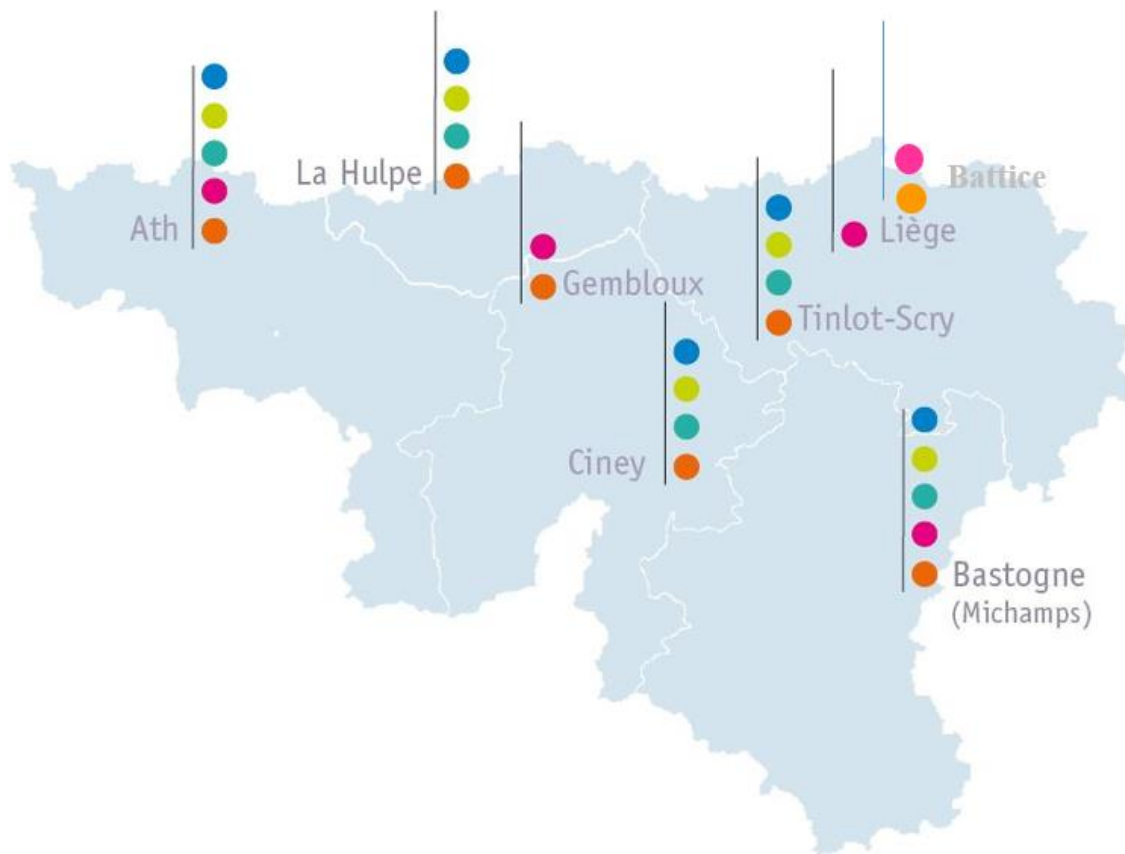 La Hulpe
Battice
Ath
Liège
Gembloux
Tinlot-Scry
Ciney
Bastogne
(Michamps)